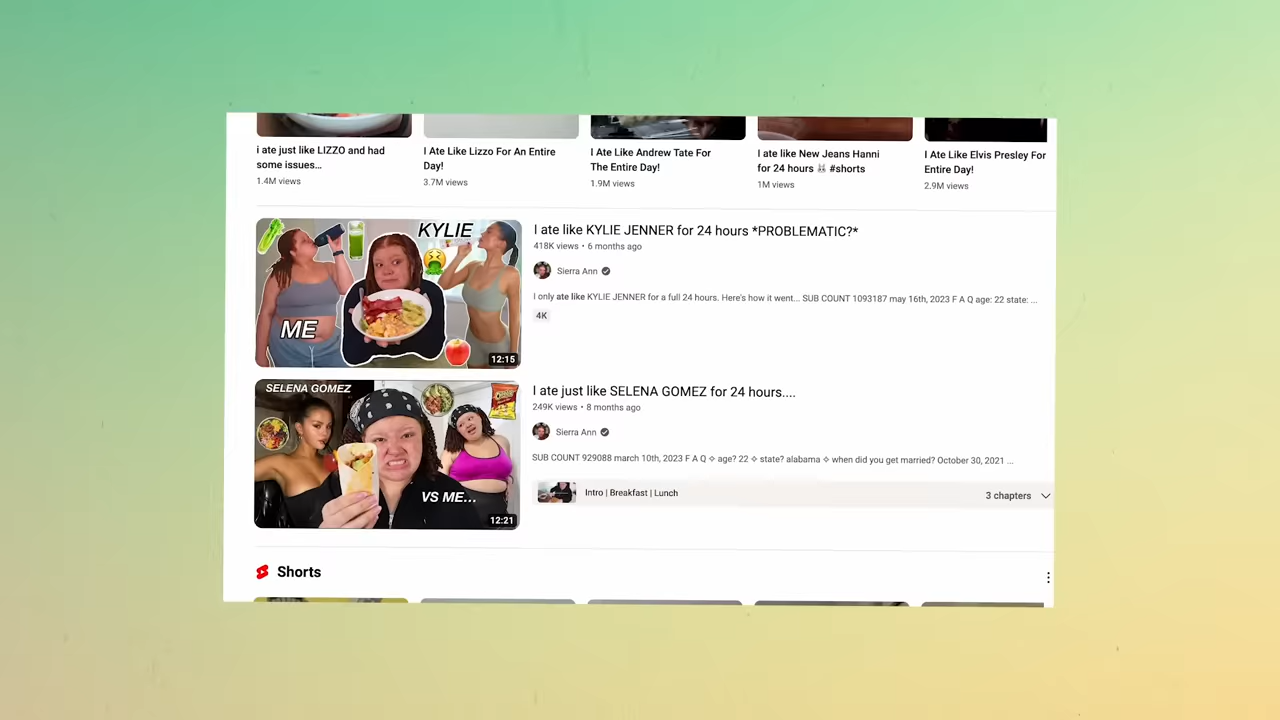 i ate just like LIZZO and had
some issues...
1.4M views
I Ate Like Lizzo For An Entire
Day!
3.7M views
I Ate Like Andrew Tate For
The Entire Day!
1.9M views
I ate like New Jeans Hanni
for 24 hours 🐰 #shorts
1M views
I Ate Like Elvis Presley For
Entire Day!
2.9M views
KYLIE
ME
12:15
I ate like KYLIE JENNER for 24 hours *PROBLEMATIC?*
418K views • 6 months ago
Sierra Ann
I only ate like KYLIE JENNER for a full 24 hours. Here's how it went... SUB COUNT 1093187 may 16th, 2023 F A Q age: 22 state: ...
4K
SELENA GOMEZ
VS ME...
12:21
I ate just like SELENA GOMEZ for 24 hours....
249K views • 8 months ago
Sierra Ann
SUB COUNT 929088 march 10th, 2023 F A Q ✧ age? 22 ✧ state? alabama ✧ when did you get married? October 30, 2021 ...
Intro | Breakfast | Lunch
3 chapters
Shorts